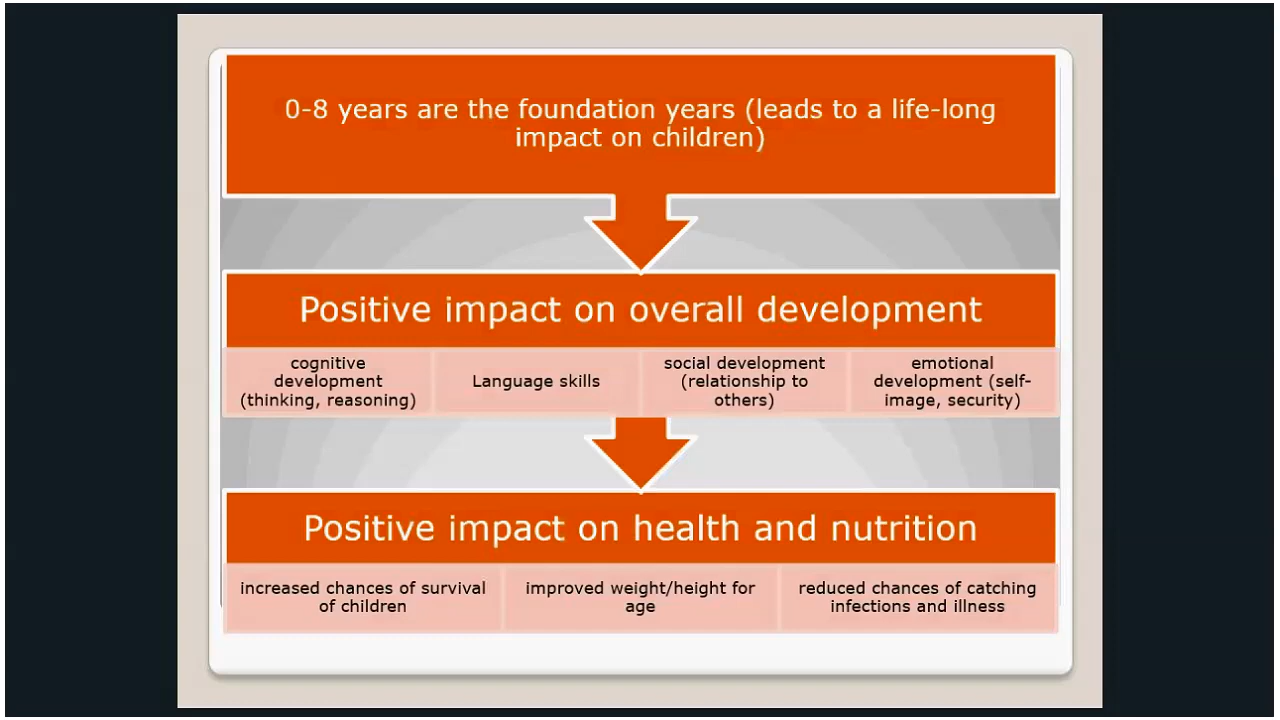 0-8 years are the foundation years (leads to a life-long
impact on children)
Positive impact on overall development
cognitive
development
(thinking, reasoning)
Language skills
social development
(relationship to
others)
emotional
development (self-
image, security)
Positive impact on health and nutrition
increased chances of survival
of children
improved weight/height for
age
reduced chances of catching
infections and illness